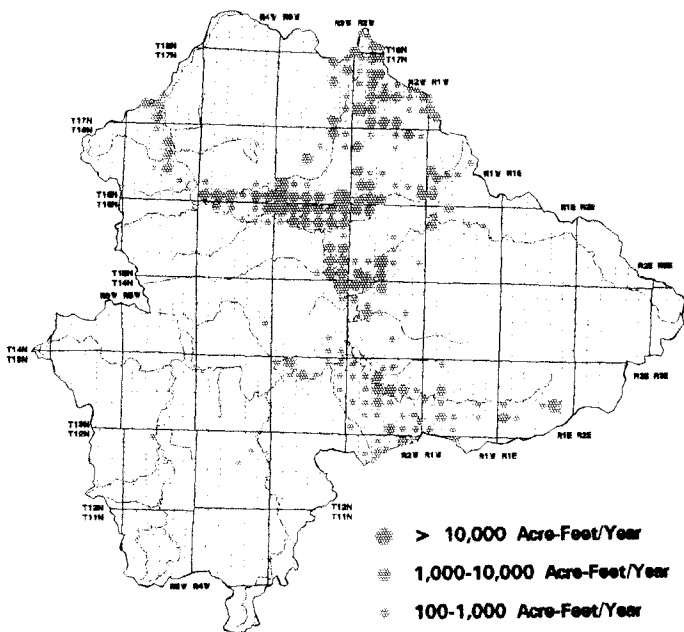 R4W R3W
R3W R2W
T18N
T17N
T18N
T17N
R2W R1W
T17N
T16N
R1W R1E
T16N
T15N
R1E R2E
T15N
T14N
R2E R3E
R6W R5W
T14N
T13N
R2E R3E
T13N
T12N
R1E R2E
R2W R1W
R1W R1E
T12N
T11N
T12N
T11N
R5W R4W
> 10,000 Acre-Feet/Year
1,000-10,000 Acre-Feet/Year
100-1,000 Acre-Feet/Year